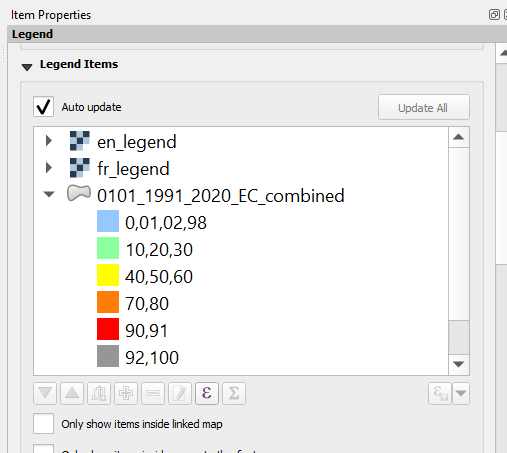 Item Properties
Legend
Legend Items
Auto update
Update All
en_legend
fr_legend
0101_1991_2020_EC_combined
0,01,02,98
10,20,30
40,50,60
70,80
90,91
92,100
ε
Σ
ε
Only show items inside linked map